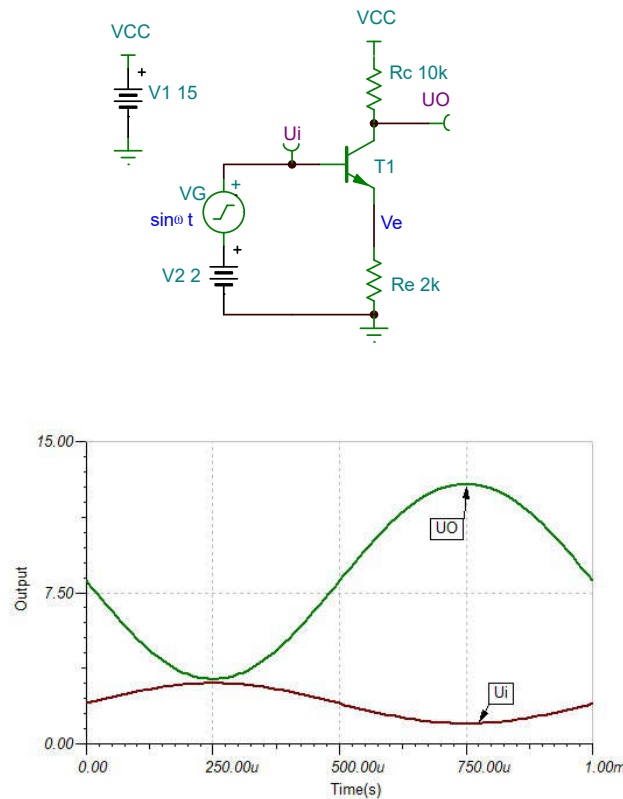 VCC
VCC
+
V1 15
Rc 10k
UO
Ui
T1
VG
+
sinω t
Ve
+
V2 2
Re 2k
15.00
UO
Output
7.50
Ui
0.00
0.00
250.00u
500.00u
750.00u
1.00m
Time(s)